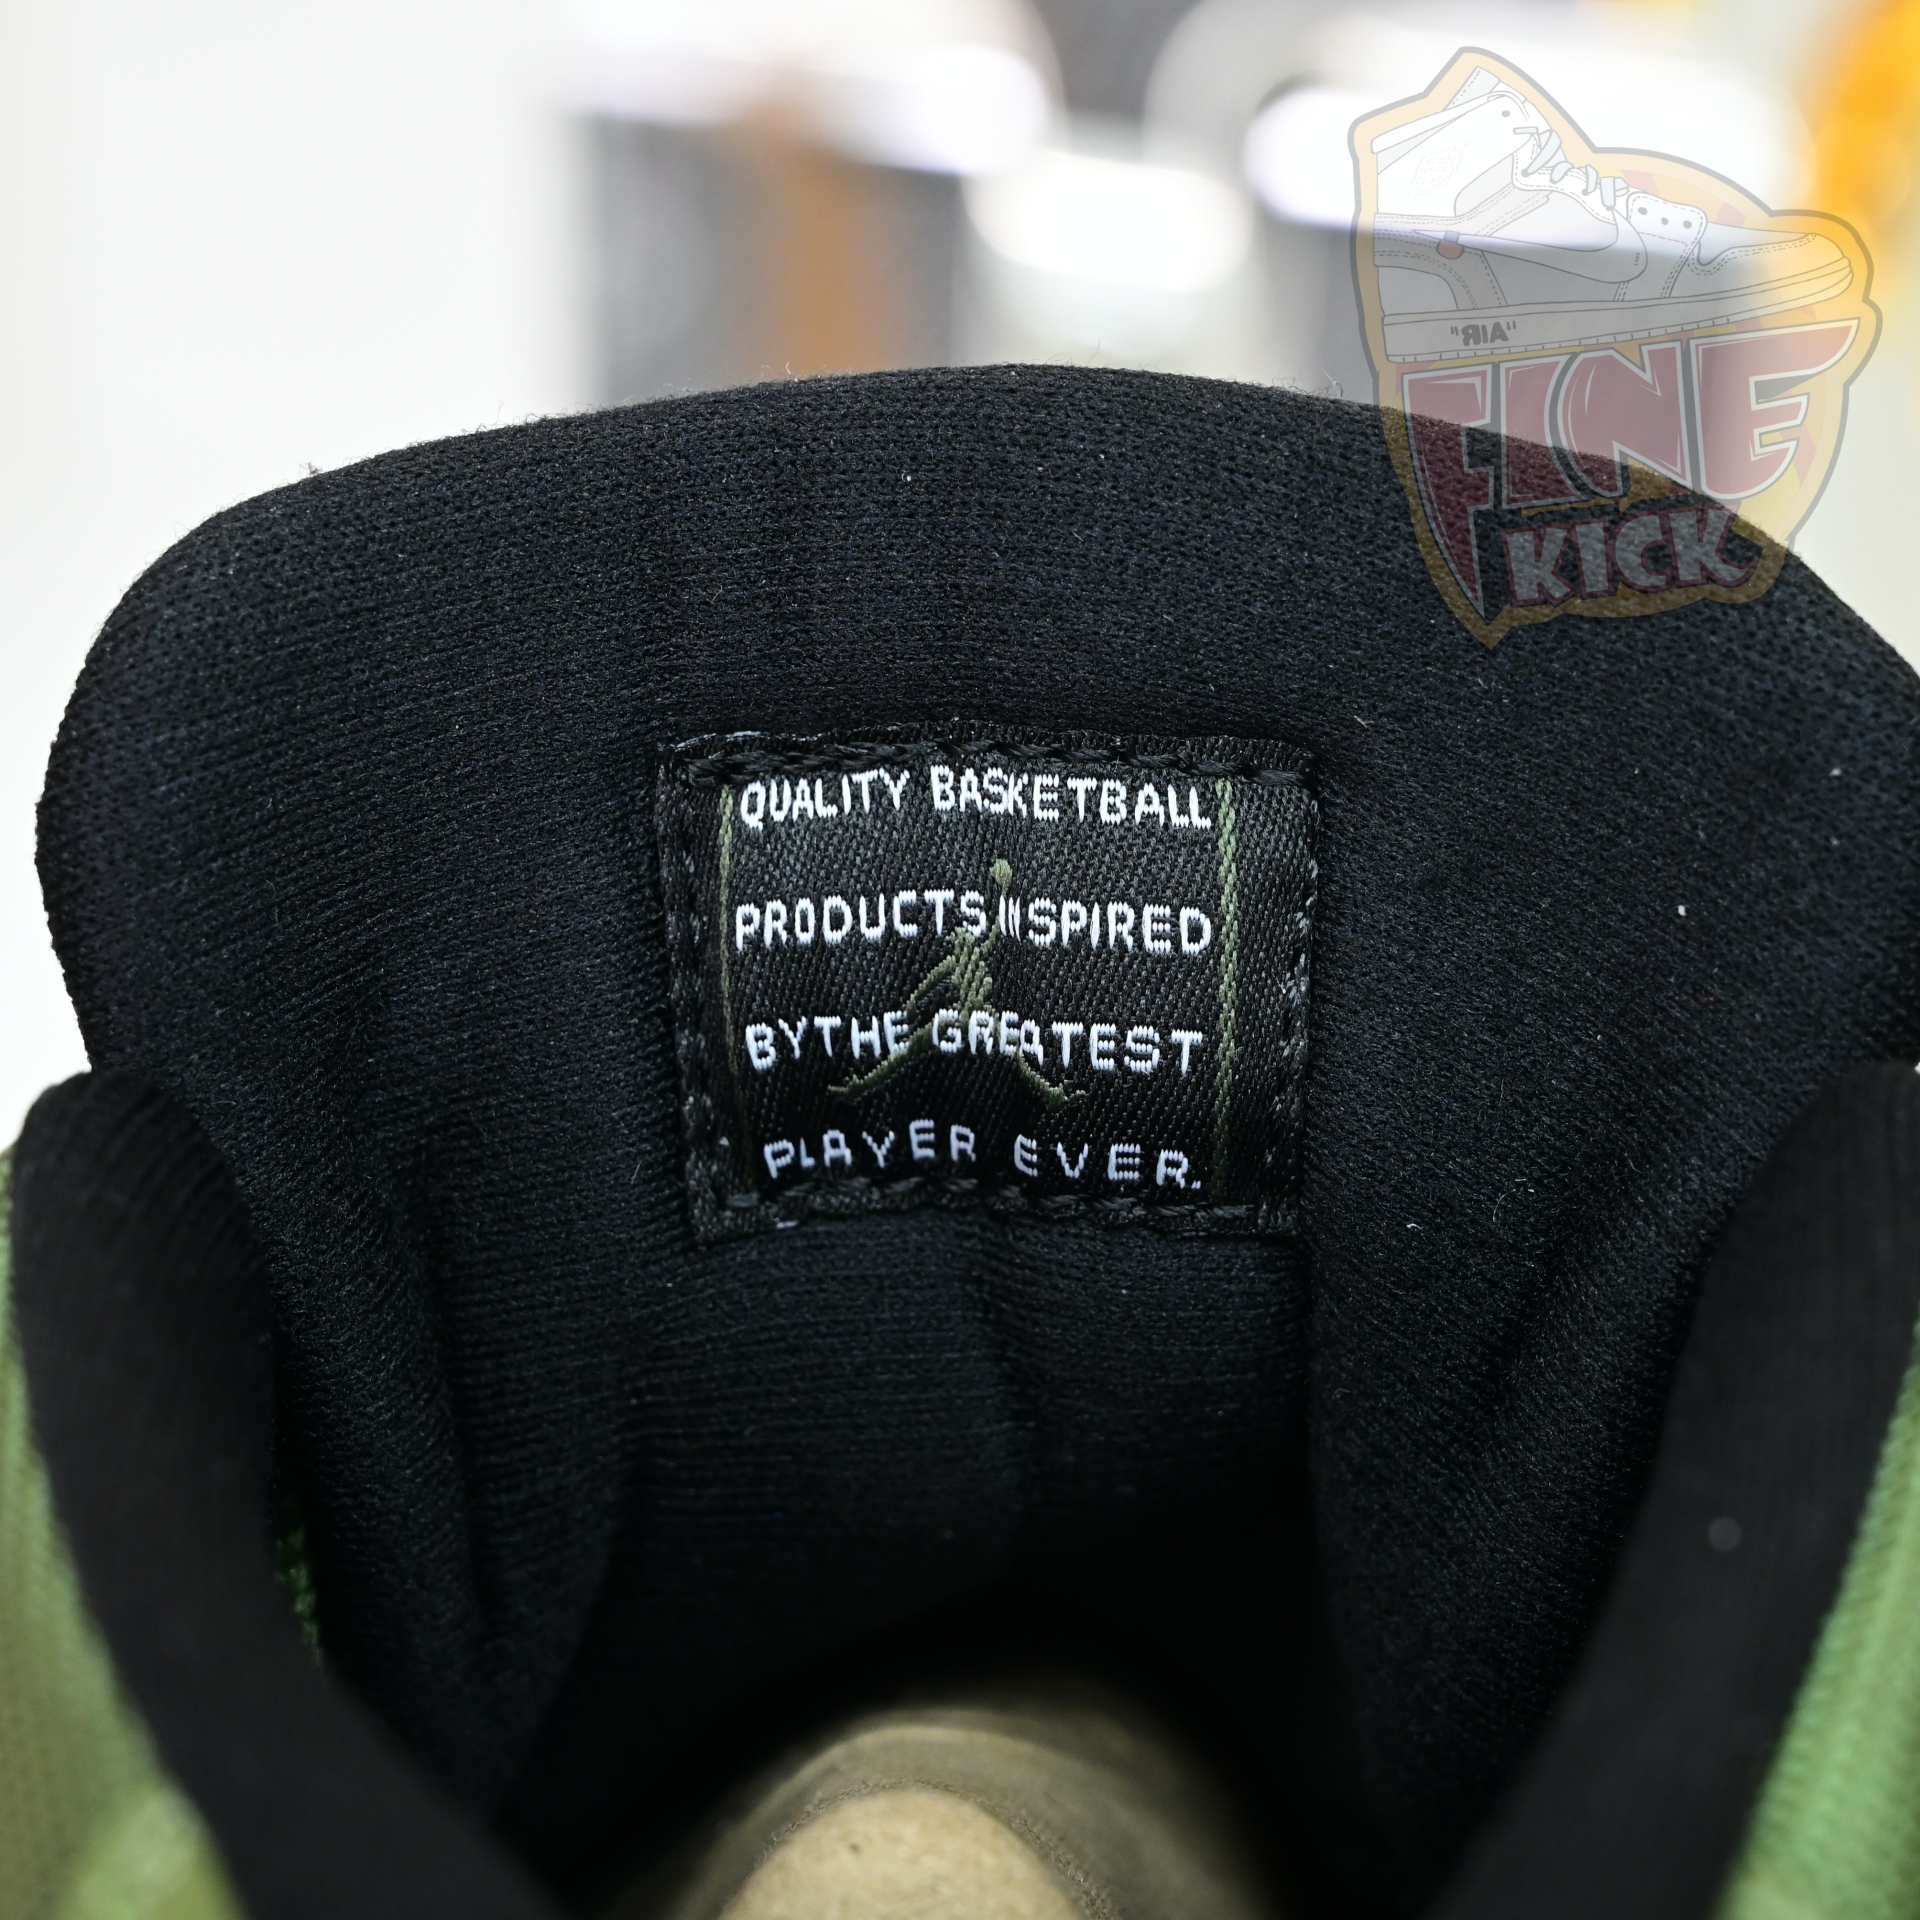 "AIR"
FINE
KICK
QUALITY BASKETBALL
PRODUCTS INSPIRED
BY THE GREATEST
PLAYER EVER.